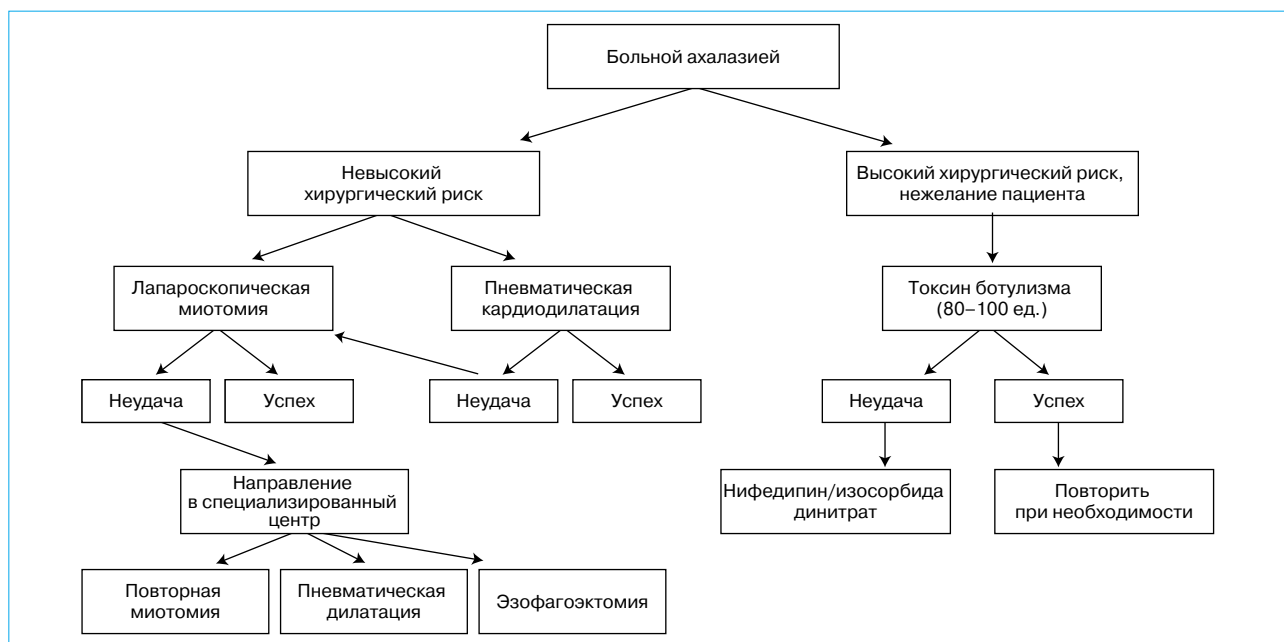 Больной ахалазией
Невысокий
хирургический риск
Высокий хирургический риск,
нежелание пациента
Лапароскопическая
миотомия
Пневматическая
кардиодилатация
Токсин ботулизма
(80–100 ед.)
Неудача
Успех
Неудача
Успех
Неудача
Успех
Направление
в специализированный
центр
Нифедипин/изосорбида
динитрат
Повторить
при необходимости
Повторная
миотомия
Пневматическая
дилатация
Эзофагоэктомия